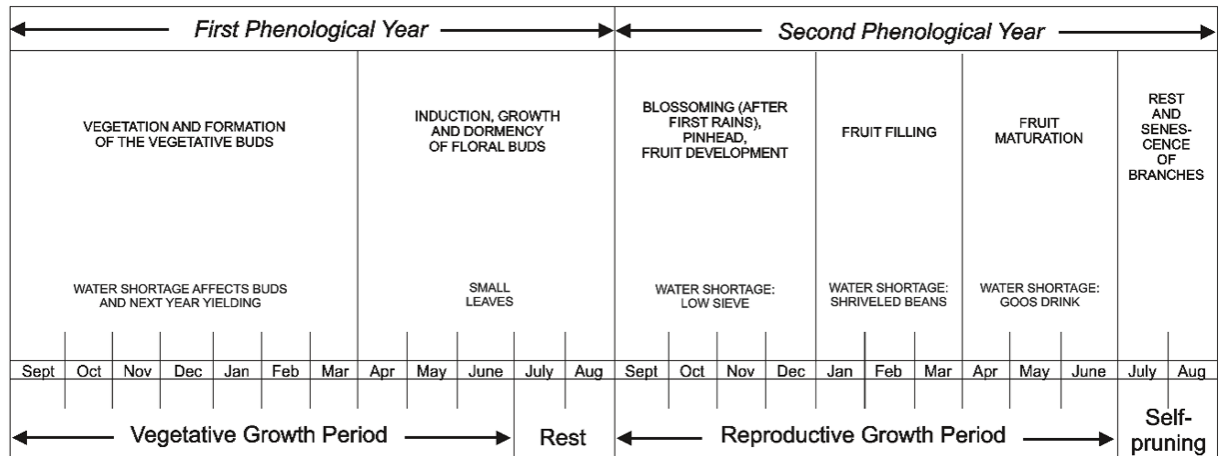 First Phenological Year
Second Phenological Year
VEGETATION AND FORMATION
OF THE VEGETATIVE BUDS
INDUCTION, GROWTH
AND DORMENCY
OF FLORAL BUDS
BLOSSOMING (AFTER
FIRST RAINS),
PINHEAD,
FRUIT DEVELOPMENT
FRUIT FILLING
FRUIT
MATURATION
REST
AND
SENES-
CENCE
OF
BRANCHES
WATER SHORTAGE AFFECTS BUDS
AND NEXT YEAR YIELDING
SMALL
LEAVES
WATER SHORTAGE:
LOW SIEVE
WATER SHORTAGE:
SHRIVELED BEANS
WATER SHORTAGE:
GOOS DRINK
Sept Oct Nov Dec Jan Feb Mar Apr May June July Aug Sept Oct Nov Dec Jan Feb Mar Apr May June July Aug
Vegetative Growth Period
Rest
Reproductive Growth Period
Self-
pruning